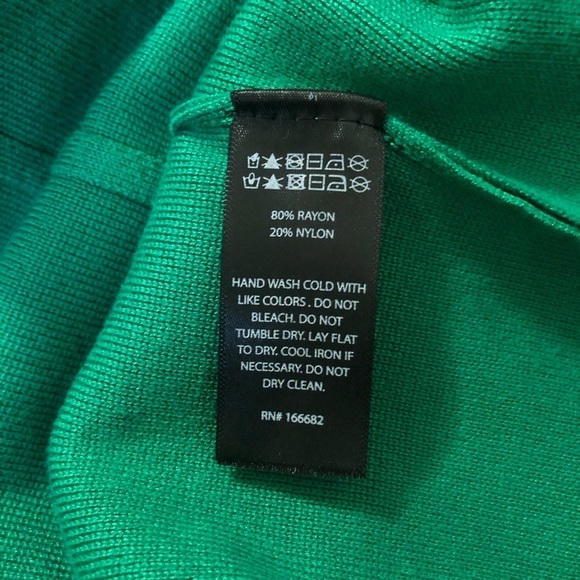 80% RAYON
20% NYLON
HAND WASH COLD WITH
LIKE COLORS . DO NOT
BLEACH. DO NOT
TUMBLE DRY. LAY FLAT
TO DRY. COOL IRON IF
NECESSARY. DO NOT
DRY CLEAN.
RN# 166682